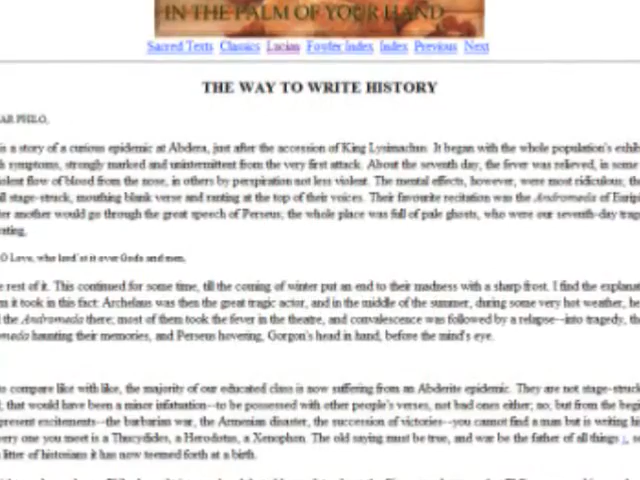 IN THE PALM OF YOUR HAND
Sacred Texts Classics Lucian Fowler Index Index Previous Next
THE WAY TO WRITE HISTORY
AR PHILO,
is a story of a curious epidemic at Abdera, just after the accession of King Lysimachus. It began with the whole population's exhib
symptoms, strongly marked and unintermittent from the very first attack. About the seventh day, the fever was relieved, in some
olent flow of blood from the nose, in others by perspiration not less violent. The mental effects, however, were most ridiculous; the
ll stage-struck, mouthing blank verse and ranting at the top of their voices. Their favourite recitation was the Andromeda of Euripi
ter another would go through the great speech of Perseus; the whole place was full of pale ghosts, who were our seventh-day trag
rating,
O Love, who lord'st it over Gods and men,
e rest of it. This continued for some time, till the coming of winter put an end to their madness with a sharp frost. I find the explanat
m it took in this fact: Archelaus was then the great tragic actor, and in the middle of the summer, during some very hot weather, he
the Andromeda there; most of them took the fever in the theatre, and convalescence was followed by a relapse--into tragedy, the
omeda haunting their memories, and Perseus hovering, Gorgon's head in hand, before the mind's eye.
compare like with like, the majority of our educated class is now suffering from an Abderite epidemic. They are not stage-struck
; that would have been a minor infatuation--to be possessed with other people's verses, not bad ones either; no; but from the begi
present excitements--the barbarian war, the Armenian disaster, the succession of victories--you cannot find a man but is writing his
ery one you meet is a Thucydides, a Herodotus, a Xenophon. The old saying must be true, and war be the father of all things
litter of historians it has now teemed forth at a birth.